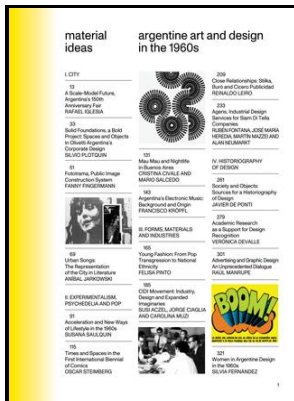 material
ideas
argentine art and design
in the 1960s
I. CITY
13
A Scale-Model Future,
Argentina's 150th
Anniversary Fair
RAFAEL IGLESIA
33
Solid Foundations, a Bold
Project: Spaces and Objects
in Olivetti Argentina's
Corporate Design
SILVIO PLOTQUIN
51
Fotorama, Public Image
Construction System
FANNY FINGERMANN
69
Urban Songs:
The Representation
of the City in Literature
ANÍBAL JARKOWSKI
II. EXPERIMENTALISM,
PSYCHEDELIA AND POP
91
Acceleration and New Ways
of Lifestyle in the 1960s
SUSANA SAULQUIN
115
Times and Spaces in the
First International Biennial
of Comics
OSCAR STEIMBERG
131
Mau Mau and Nightlife
in Buenos Aires
CRISTINA CIVALE AND
MARIO SALCEDO
143
Argentina's Electronic Music:
Background and Origin
FRANCISCO KRÖPFL
III. FORMS, MATERIALS
AND INDUSTRIES
165
Young Fashion: From Pop
Transgression to National
Ethnicity
FELISA PINTO
185
ODI Movement: Industry,
Design and Expanded
Imaginaries
SUSI ACZEL, JORGE CIAGLIA
AND CAROLINA MUZI
209
Close Relationships: Stilka,
Buró and Cicero Publicidad
REINALDO LEIRO
233
Agens. Industrial Design
Services for Siam Di Tella
Companies
RUBÉN FONTANA, JOSÉ MARÍA
HEREDIA, MARTÍN MAZZEI AND
ALAN NEUMARKT
IV. HISTORIOGRAPHY
OF DESIGN
261
Society and Objects:
Sources for a Historiography
of Design
JAVIER DE PONTI
279
Academic Research
as a Support for Design
Recognition
VERÓNICA DEVALLE
301
Advertising and Graphic Design
An Unprecedented Dialogue
RAUL MANRUPE
BOOM!
321
Women in Argentine Design
in the 1960s
SILVIA FERNÁNDEZ
1